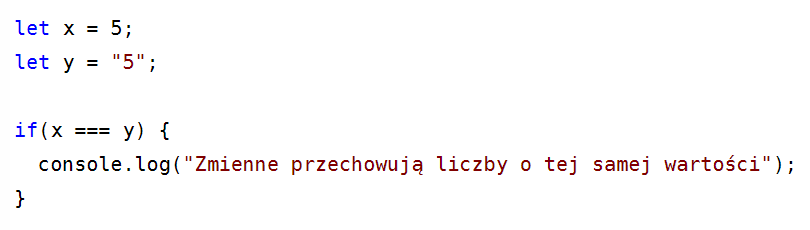 let x = 5;
let y = "5";
if(x === y) {
  console.log("Zmienne przechowują liczby o tej samej wartości");
}